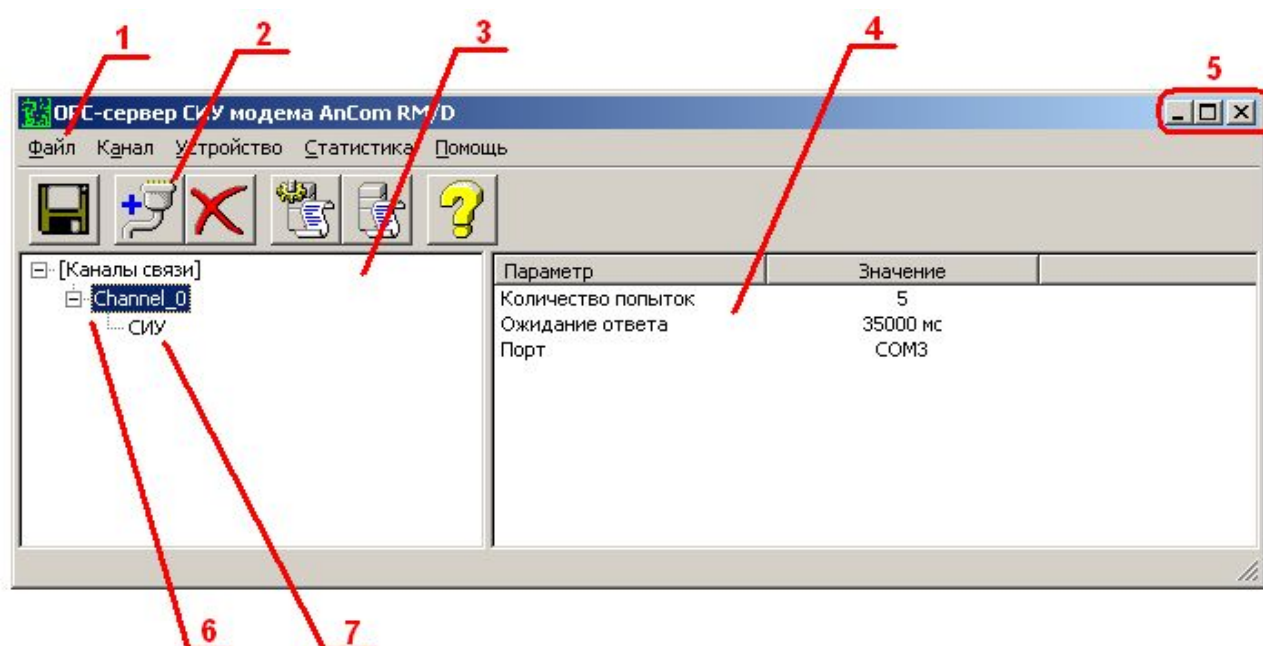 1 2 3 4
5
OPC-сервер СИУ модема AnCom RM/D
Файл Канал Устройство Статистика Помощь
[Каналы связи]
Параметр Значение
Channel_0
Количество попыток 5
СИУ
Ожидание ответа 35000 мс
Порт COM3
6 7